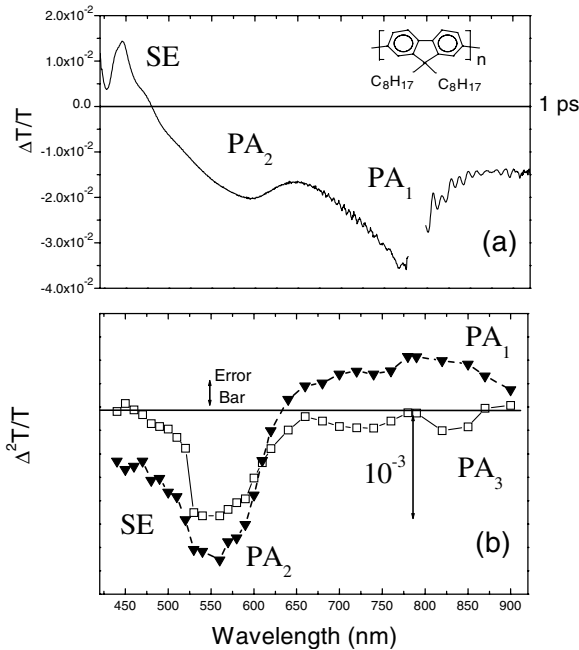 1 ps
ΔT/T
2.0x10⁻²
1.0x10⁻²
0.0
-1.0x10⁻²
-2.0x10⁻²
-3.0x10⁻²
-4.0x10⁻²
SE
PA₂
PA₁
n
C₈H₁₇ C₈H₁₇
(a)
Δ²T/T
Error
Bar
PA₁
10⁻³
PA₃
SE
PA₂
(b)
450 500 550 600 650 700 750 800 850 900
Wavelength (nm)